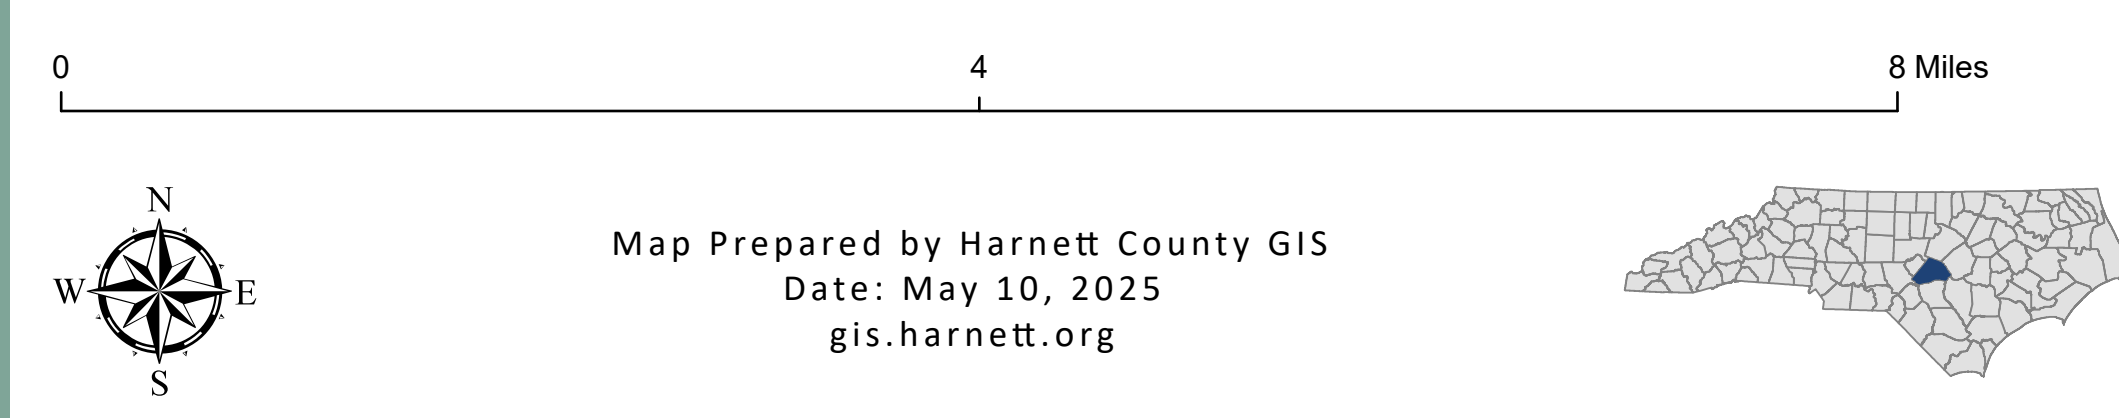 0 4 8 Miles
N
W E
S
Map Prepared by Harnett County GIS
Date: May 10, 2025
gis.harnett.org